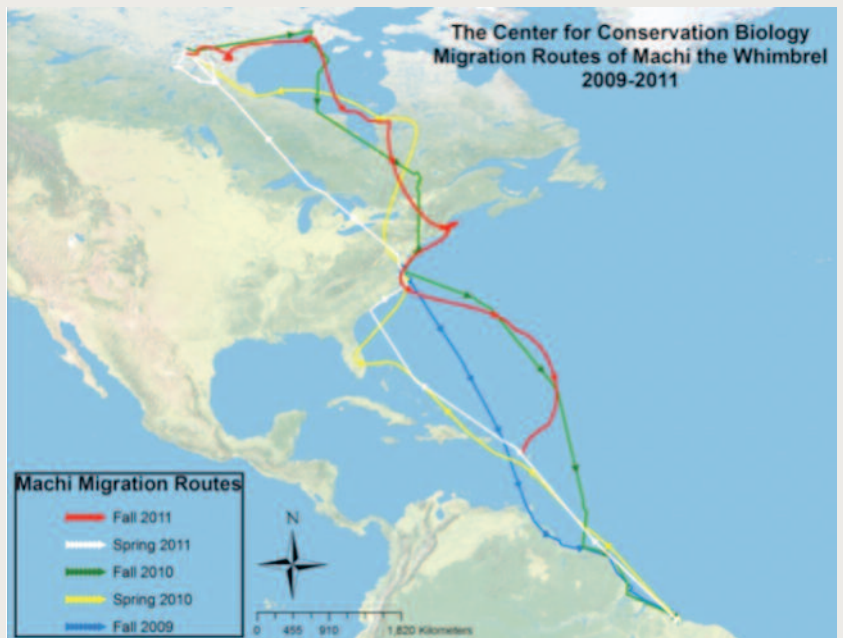 The Center for Conservation Biology
Migration Routes of Machi the Whimbrel
2009-2011
Machi Migration Routes
Fall 2011
Spring 2011
Fall 2010
Spring 2010
Fall 2009
N
0 455 910 1,820 Kilometers